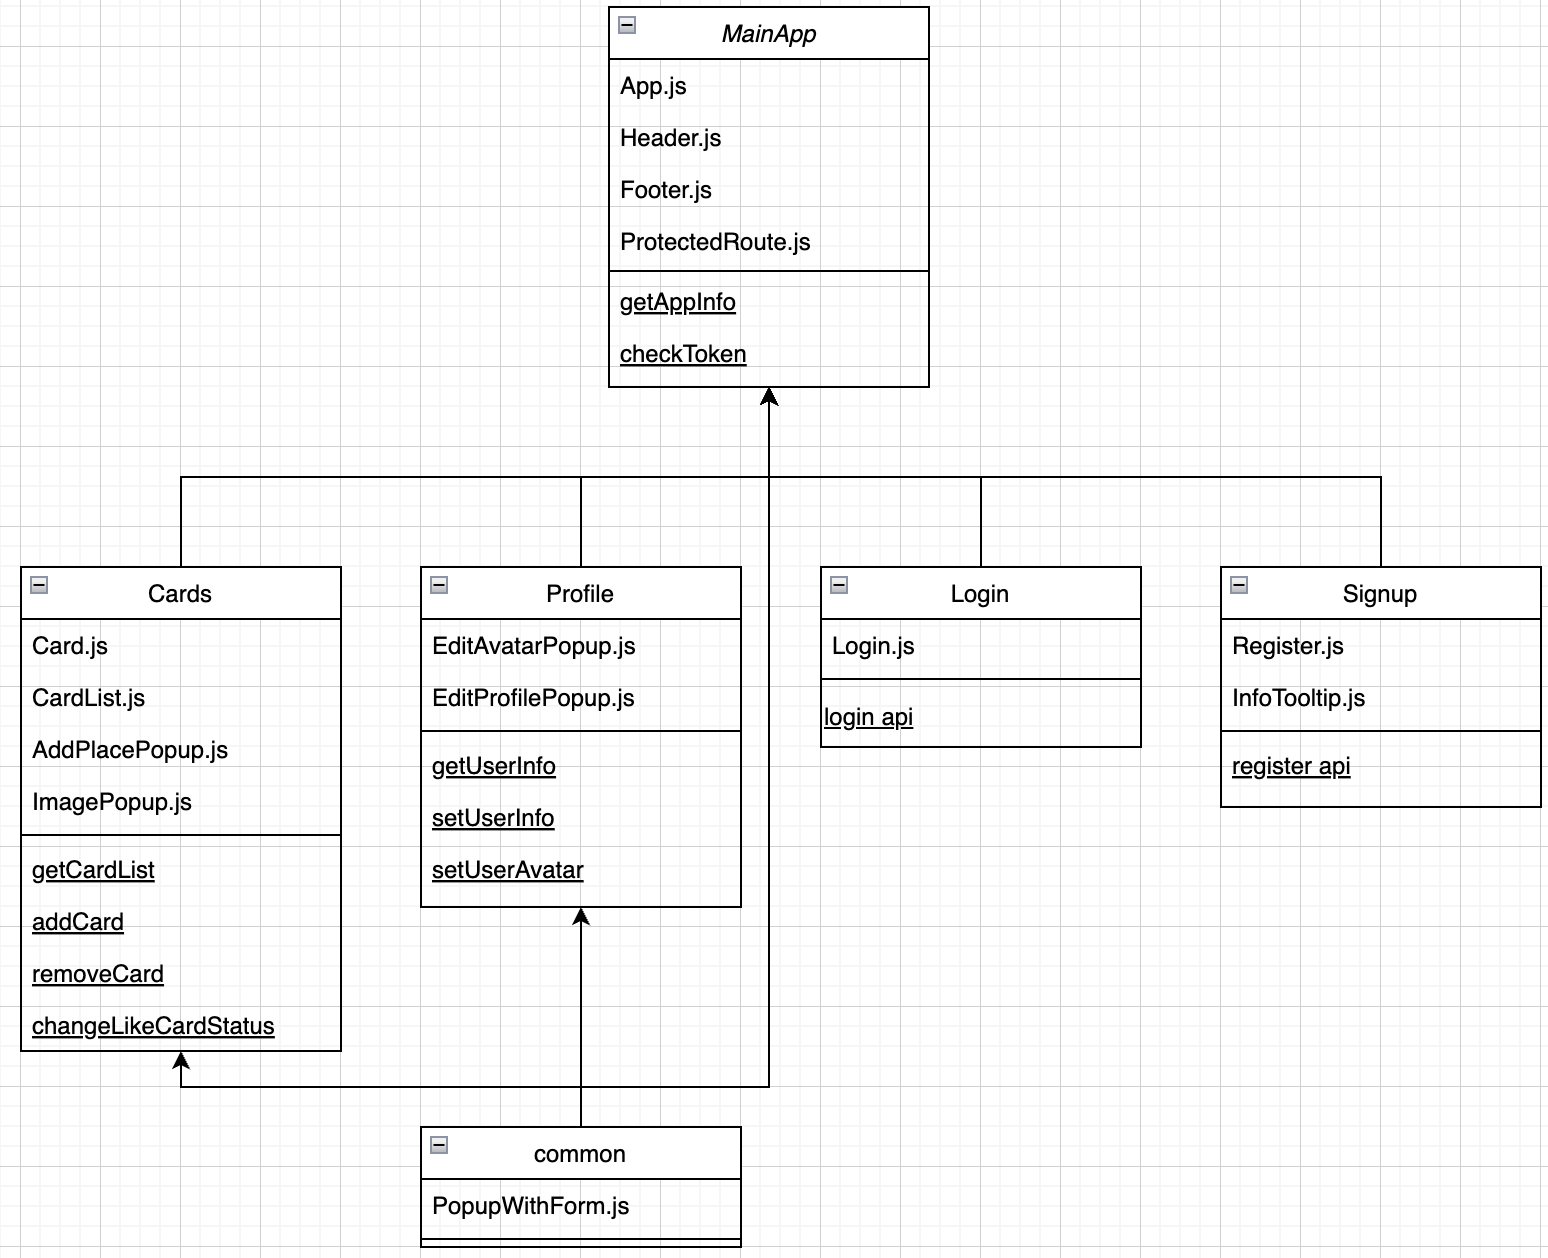 MainApp
App.js
Header.js
Footer.js
ProtectedRoute.js
getAppInfo
checkToken
Cards
Card.js
CardList.js
AddPlacePopup.js
ImagePopup.js
getCardList
addCard
removeCard
changeLikeCardStatus
Profile
EditAvatarPopup.js
EditProfilePopup.js
getUserInfo
setUserInfo
setUserAvatar
Login
Login.js
login api
Signup
Register.js
InfoTooltip.js
register api
common
PopupWithForm.js